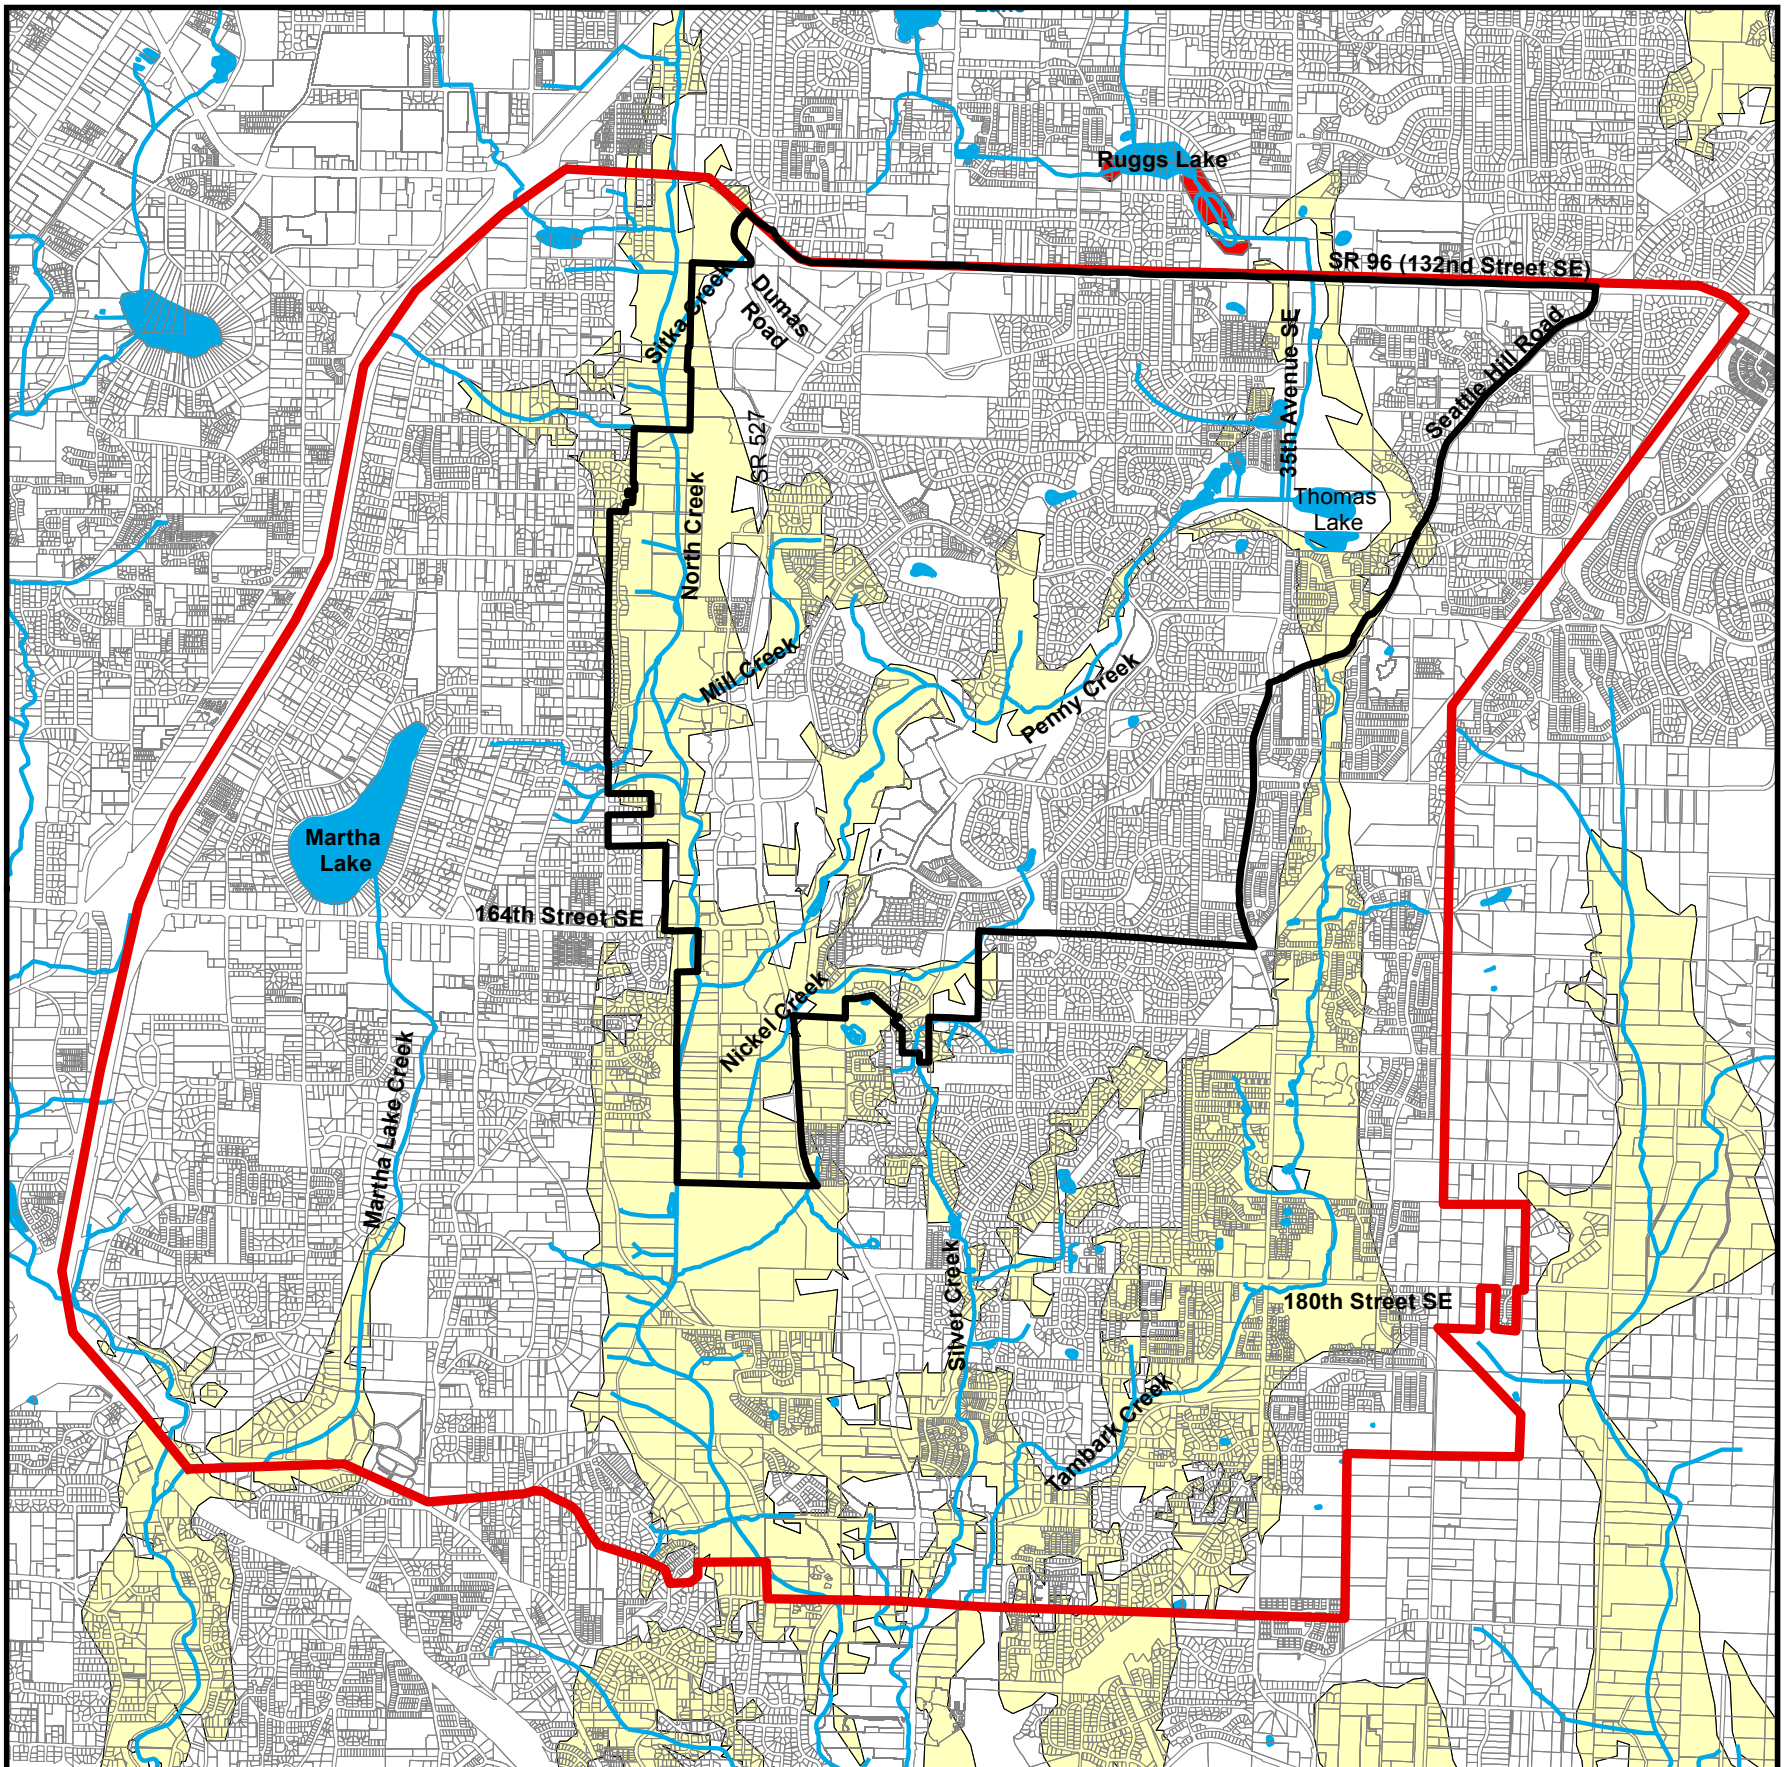 Lake
Ruggs Lake
SR 96 (132nd Street SE)
Sitka Creek
Dumas
Road
Seattle Hill Road
35th Avenue SE
SR 527
North Creek
Thomas
Lake
Mill Creek
Penny Creek
Martha
Lake
164th Street SE
Nickel Creek
Martha Lake Creek
Silver Creek
180th Street SE
Tambark Creek